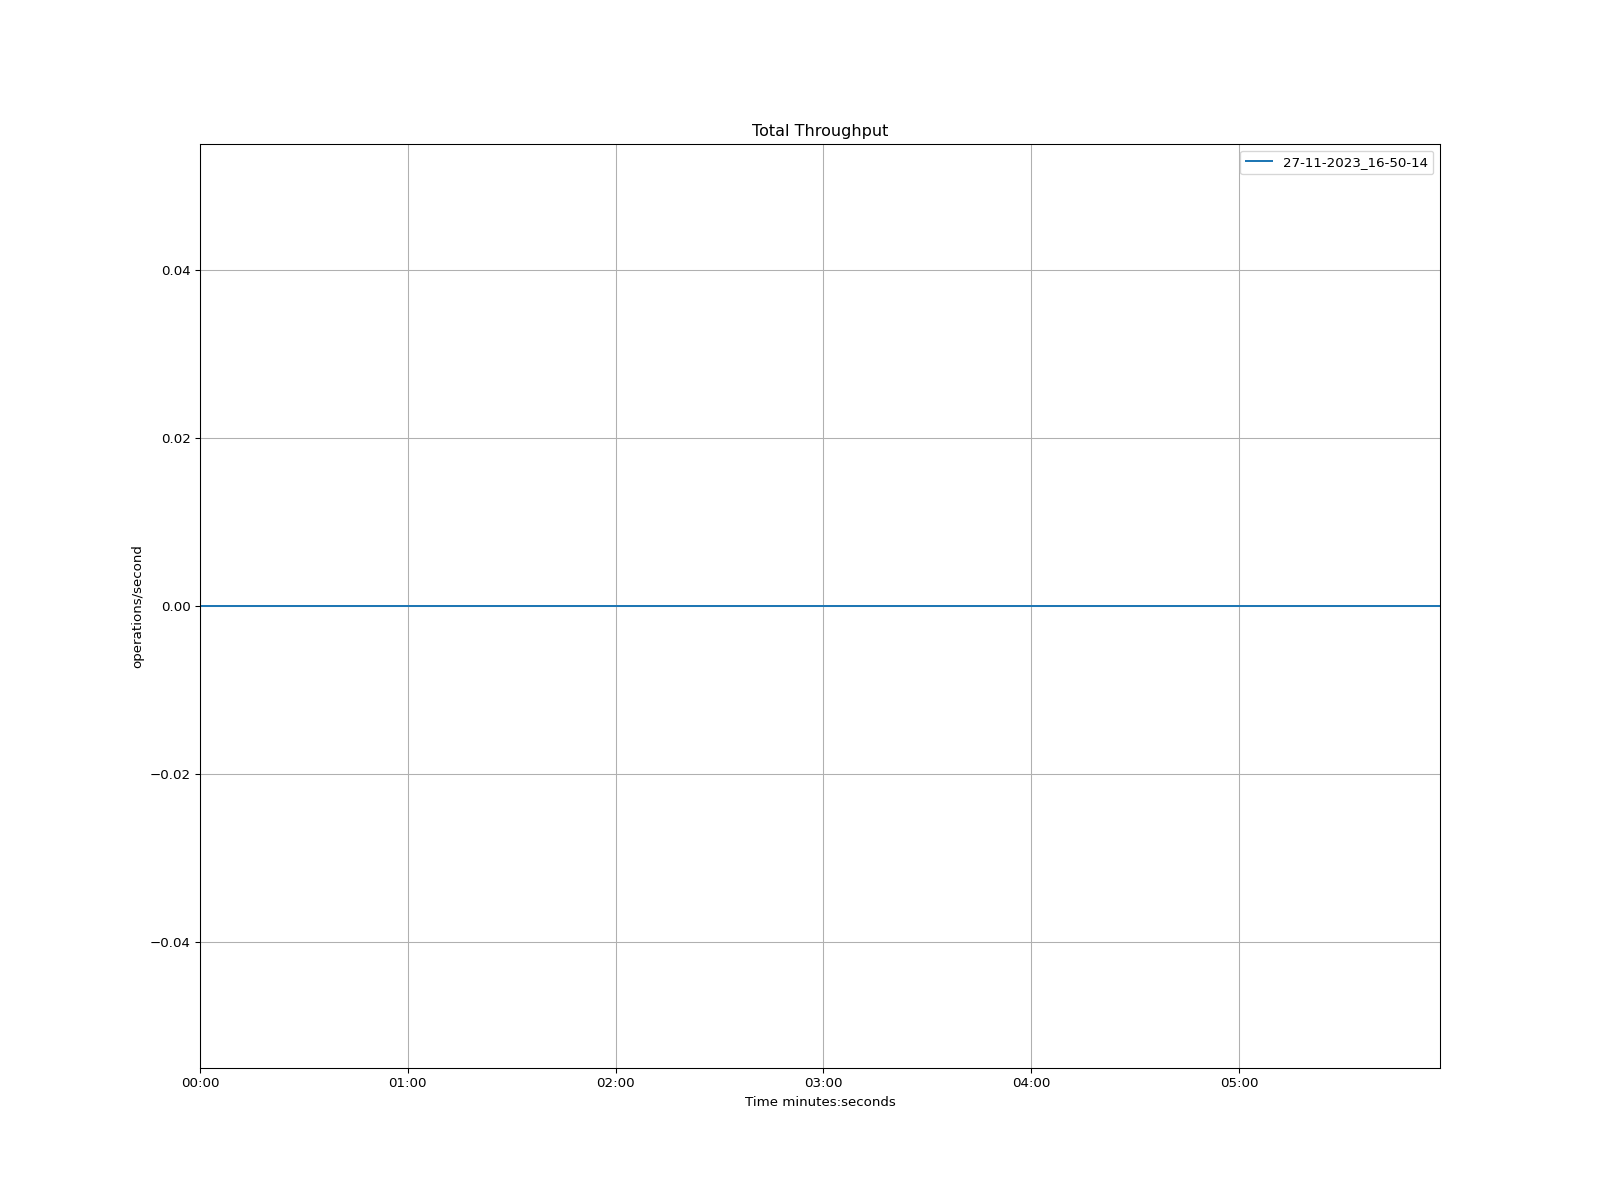 Total Throughput
27-11-2023_16-50-14
0.04
0.02
0.00
−0.02
−0.04
operations/second
00:00 01:00 02:00 03:00 04:00 05:00
Time minutes:seconds